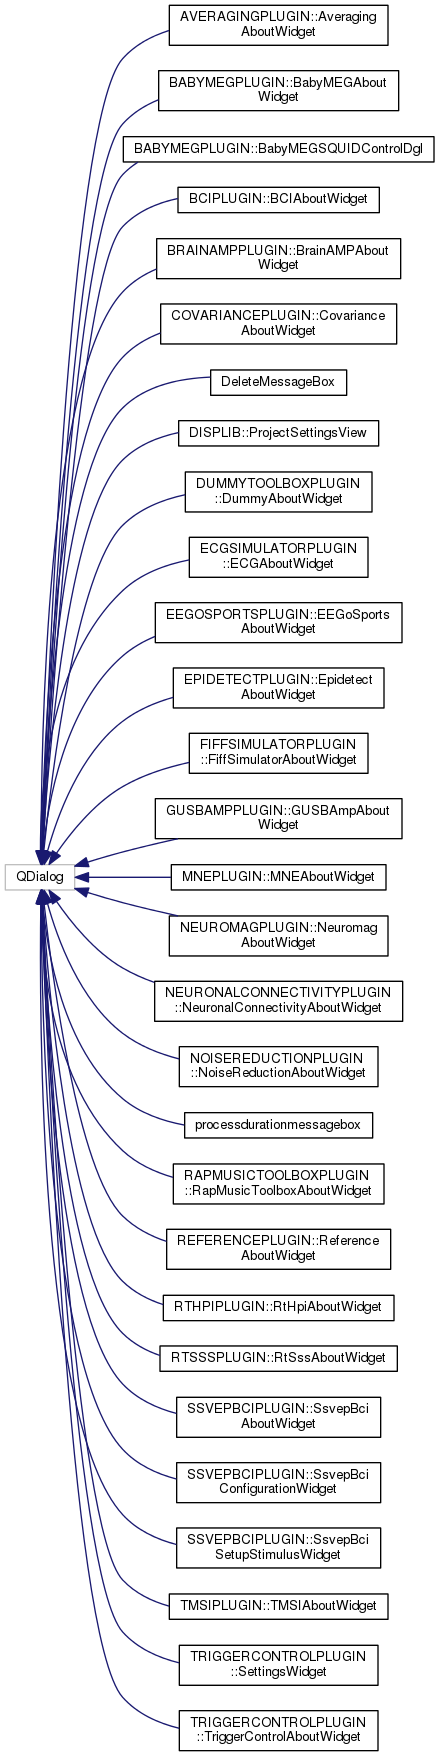 AVERAGINGPLUGIN::Averaging
AboutWidget
BABYMEGPLUGIN::BabyMEGAbout
Widget
BABYMEGPLUGIN::BabyMEGSQUIDControlDgl
BCIPLUGIN::BCIAboutWidget
BRAINAMPPLUGIN::BrainAMPAbout
Widget
COVARIANCEPLUGIN::Covariance
AboutWidget
DeleteMessageBox
DISPLIB::ProjectSettingsView
DUMMYTOOLBOXPLUGIN
::DummyAboutWidget
ECGSIMULATORPLUGIN
::ECGAboutWidget
EEGOSPORTSPLUGIN::EEGoSports
AboutWidget
EPIDETECTPLUGIN::Epidetect
AboutWidget
FIFFSIMULATORPLUGIN
::FiffSimulatorAboutWidget
GUSBAMPPLUGIN::GUSBAmpAbout
Widget
QDialog
MNEPLUGIN::MNEAboutWidget
NEUROMAGPLUGIN::Neuromag
AboutWidget
NEURONALCONNECTIVITYPLUGIN
::NeuronalConnectivityAboutWidget
NOISEREDUCTIONPLUGIN
::NoiseReductionAboutWidget
processdurationmessagebox
RAPMUSICTOOLBOXPLUGIN
::RapMusicToolboxAboutWidget
REFERENCEPLUGIN::Reference
AboutWidget
RTHPIPLUGIN::RtHpiAboutWidget
RTSSSPLUGIN::RtSssAboutWidget
SSVEPBCIPLUGIN::SsvepBci
AboutWidget
SSVEPBCIPLUGIN::SsvepBci
ConfigurationWidget
SSVEPBCIPLUGIN::SsvepBci
SetupStimulusWidget
TMSIPLUGIN::TMSIAboutWidget
TRIGGERCONTROLPLUGIN
::SettingsWidget
TRIGGERCONTROLPLUGIN
::TriggerControlAboutWidget